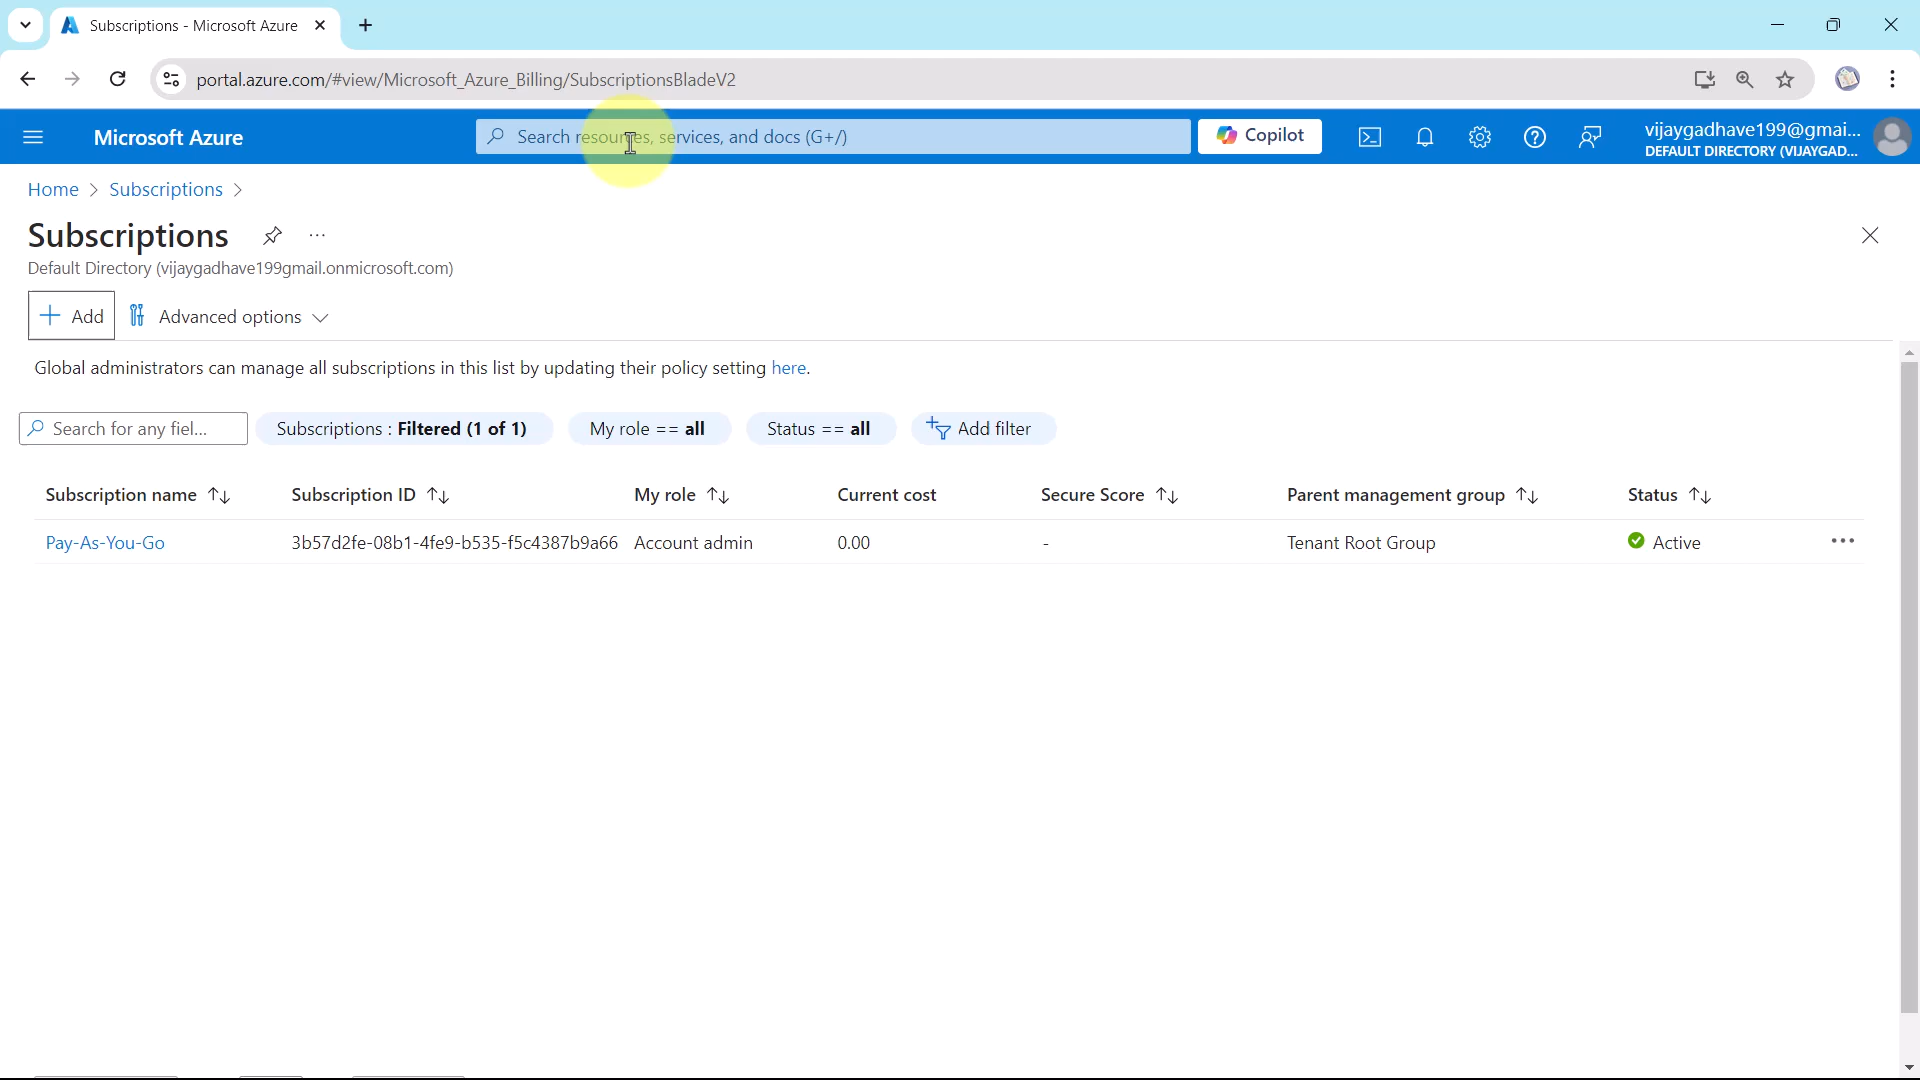 Subscriptions - Microsoft Azure
portal.azure.com/#view/Microsoft_Azure_Billing/SubscriptionsBladeV2
Microsoft Azure
Search resources, services, and docs (G+/)
Copilot
vijaygadhave199@gmai...
DEFAULT DIRECTORY (VIJAYGAD...
Home > Subscriptions >
Subscriptions
Default Directory (vijaygadhave199gmail.onmicrosoft.com)
Add
Advanced options
Global administrators can manage all subscriptions in this list by updating their policy setting here.
Search for any fiel...
Subscriptions : Filtered (1 of 1)
My role == all
Status == all
Add filter
Subscription name
Subscription ID
My role
Current cost
Secure Score
Parent management group
Status
Pay-As-You-Go
3b57d2fe-08b1-4fe9-b535-f5c4387b9a66
Account admin
0.00
-
Tenant Root Group
Active